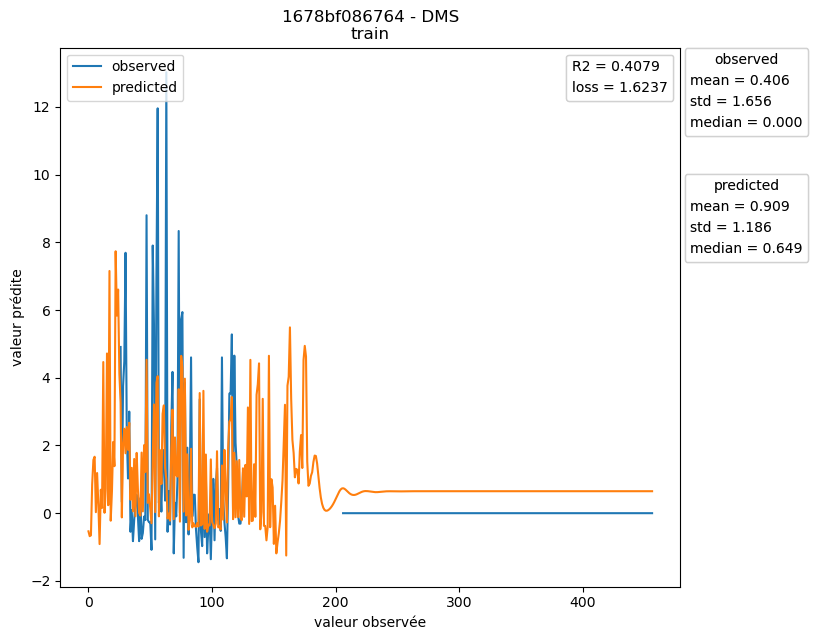 1678bf086764 - DMS
train
observed
predicted
R2 = 0.4079
loss = 1.6237
observed
mean = 0.406
std = 1.656
median = 0.000
predicted
mean = 0.909
std = 1.186
median = 0.649
valeur prédite
12
10
8
6
4
2
0
−2
0
100
200
300
400
valeur observée